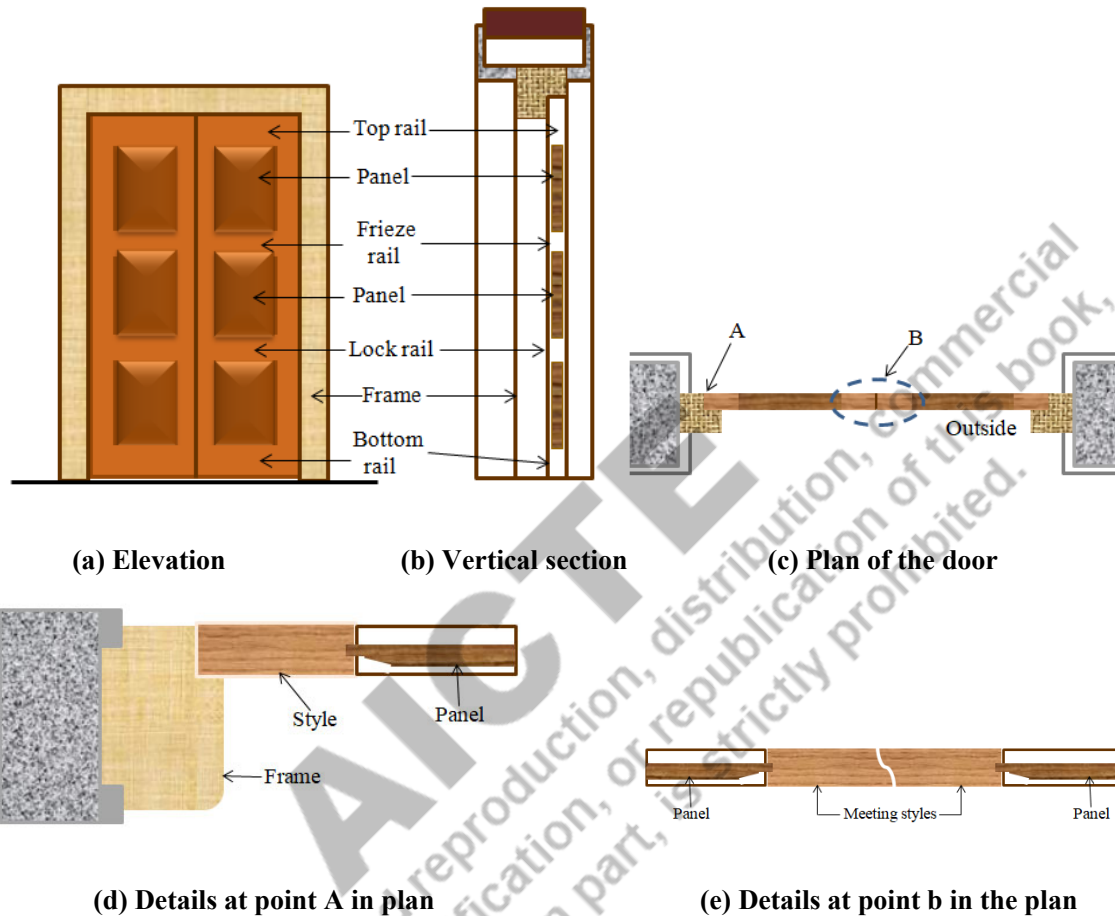 Top rail
Panel
Frieze
rail
Panel
Lock rail
Frame
Bottom
rail
A
B
Outside
(a) Elevation
(b) Vertical section
(c) Plan of the door
Style
Panel
Frame
Panel
Meeting styles
Panel
(d) Details at point A in plan
(e) Details at point b in the plan
AICTE
d reproduction, distribution, commercial
ification, or republication of this book,
n part, is strictly prohibited.